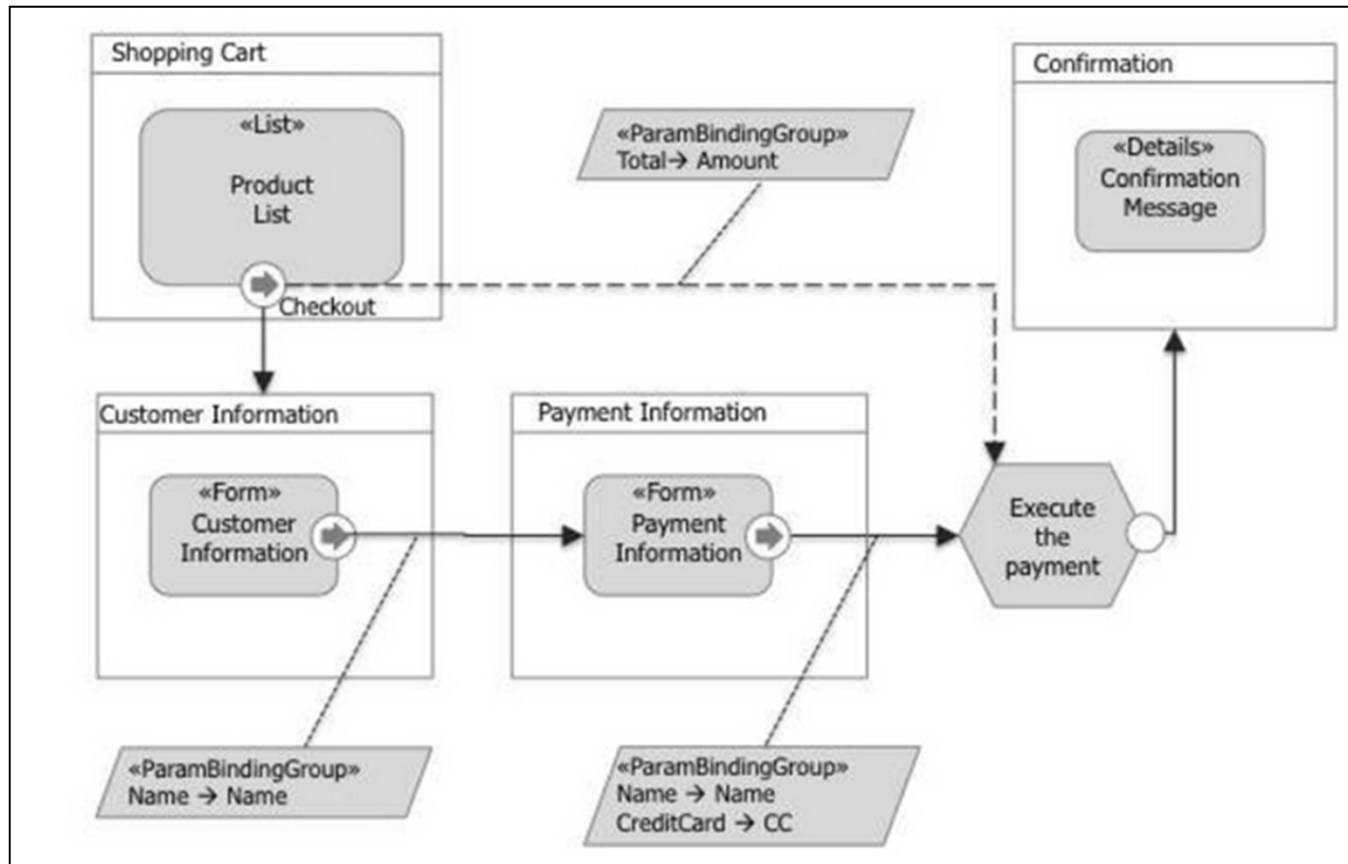 Shopping Cart
«List»
Product
List
Checkout
«ParamBindingGroup»
Total→ Amount
Confirmation
«Details»
Confirmation
Message
Customer Information
«Form»
Customer
Information
Payment Information
«Form»
Payment
Information
Execute
the
payment
«ParamBindingGroup»
Name → Name
«ParamBindingGroup»
Name → Name
CreditCard → CC